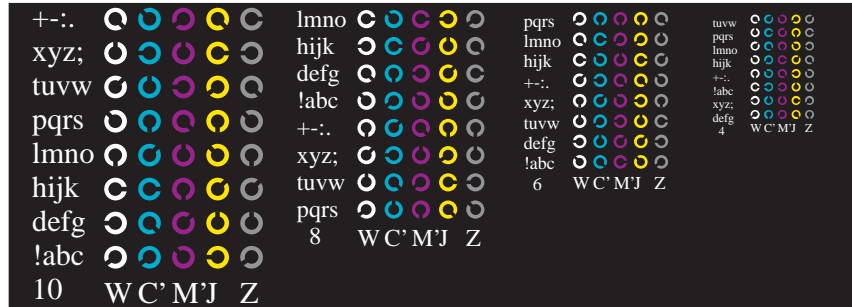 +-:.
xyz;
tuvw
pqrs
lmno
hijk
defg
!abc
10 W C' M'J Z
lmno
hijk
defg
!abc
+-:.
xyz;
tuvw
pqrs
8 W C' M'J Z
pqrs
lmno
hijk
+-:.
xyz;
tuvw
defg
!abc
6 W C' M'J Z
tuvw
pqrs
lmno
hijk
+-:.
!abc
xyz;
defg
4 W C' M'J Z